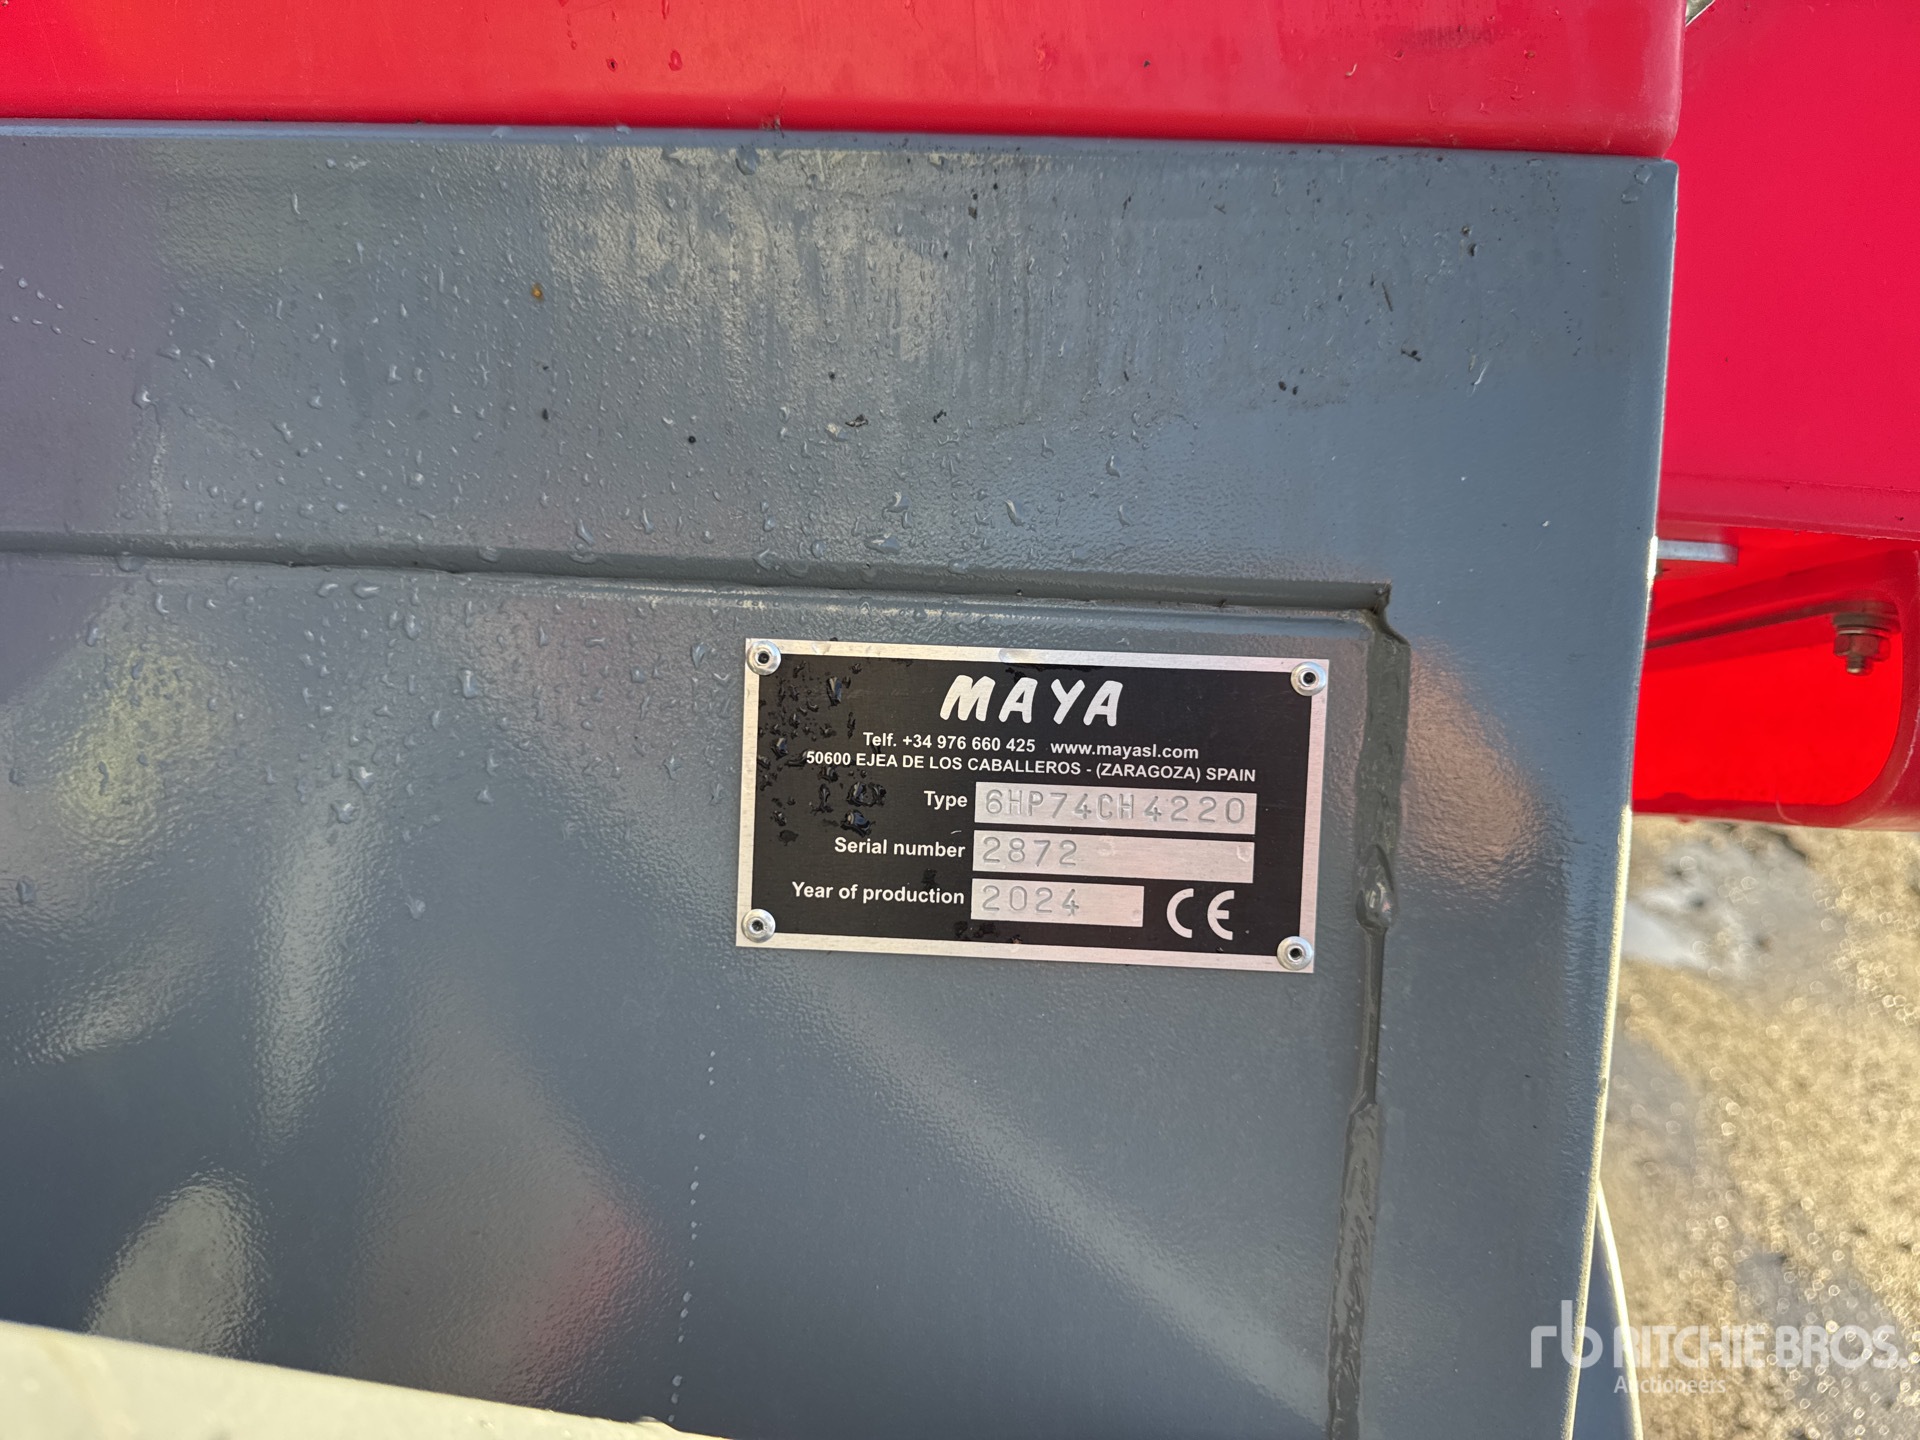 MAYA
Telf. +34 976 660 425 www.mayasl.com
50600 EJEA DE LOS CABALLEROS - (ZARAGOZA) SPAIN
Type 6HP74CH4220
Serial number 2872
Year of production 2024 CE
rb RITCHIE BROS.
Auctioneers